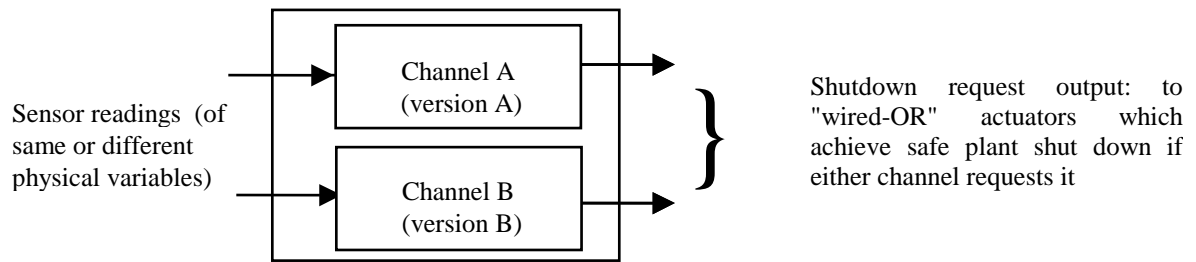 Sensor readings (of
same or different
physical variables)
Channel A
(version A)
Channel B
(version B)
}
Shutdown request output: to
"wired-OR" actuators which
achieve safe plant shut down if
either channel requests it